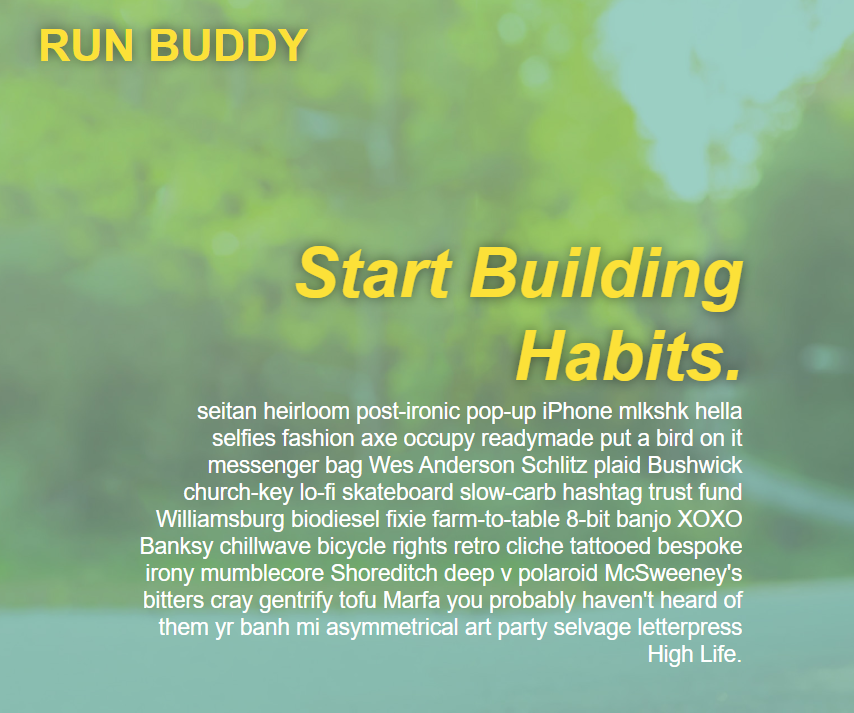 RUN BUDDY
Start Building
Habits.
seitan heirloom post-ironic pop-up iPhone mlkshk hella
selfies fashion axe occupy readymade put a bird on it
messenger bag Wes Anderson Schlitz plaid Bushwick
church-key lo-fi skateboard slow-carb hashtag trust fund
Williamsburg biodiesel fixie farm-to-table 8-bit banjo XOXO
Banksy chillwave bicycle rights retro cliche tattooed bespoke
irony mumblecore Shoreditch deep v polaroid McSweeney's
bitters cray gentrify tofu Marfa you probably haven't heard of
them yr banh mi asymmetrical art party selvage letterpress
High Life.